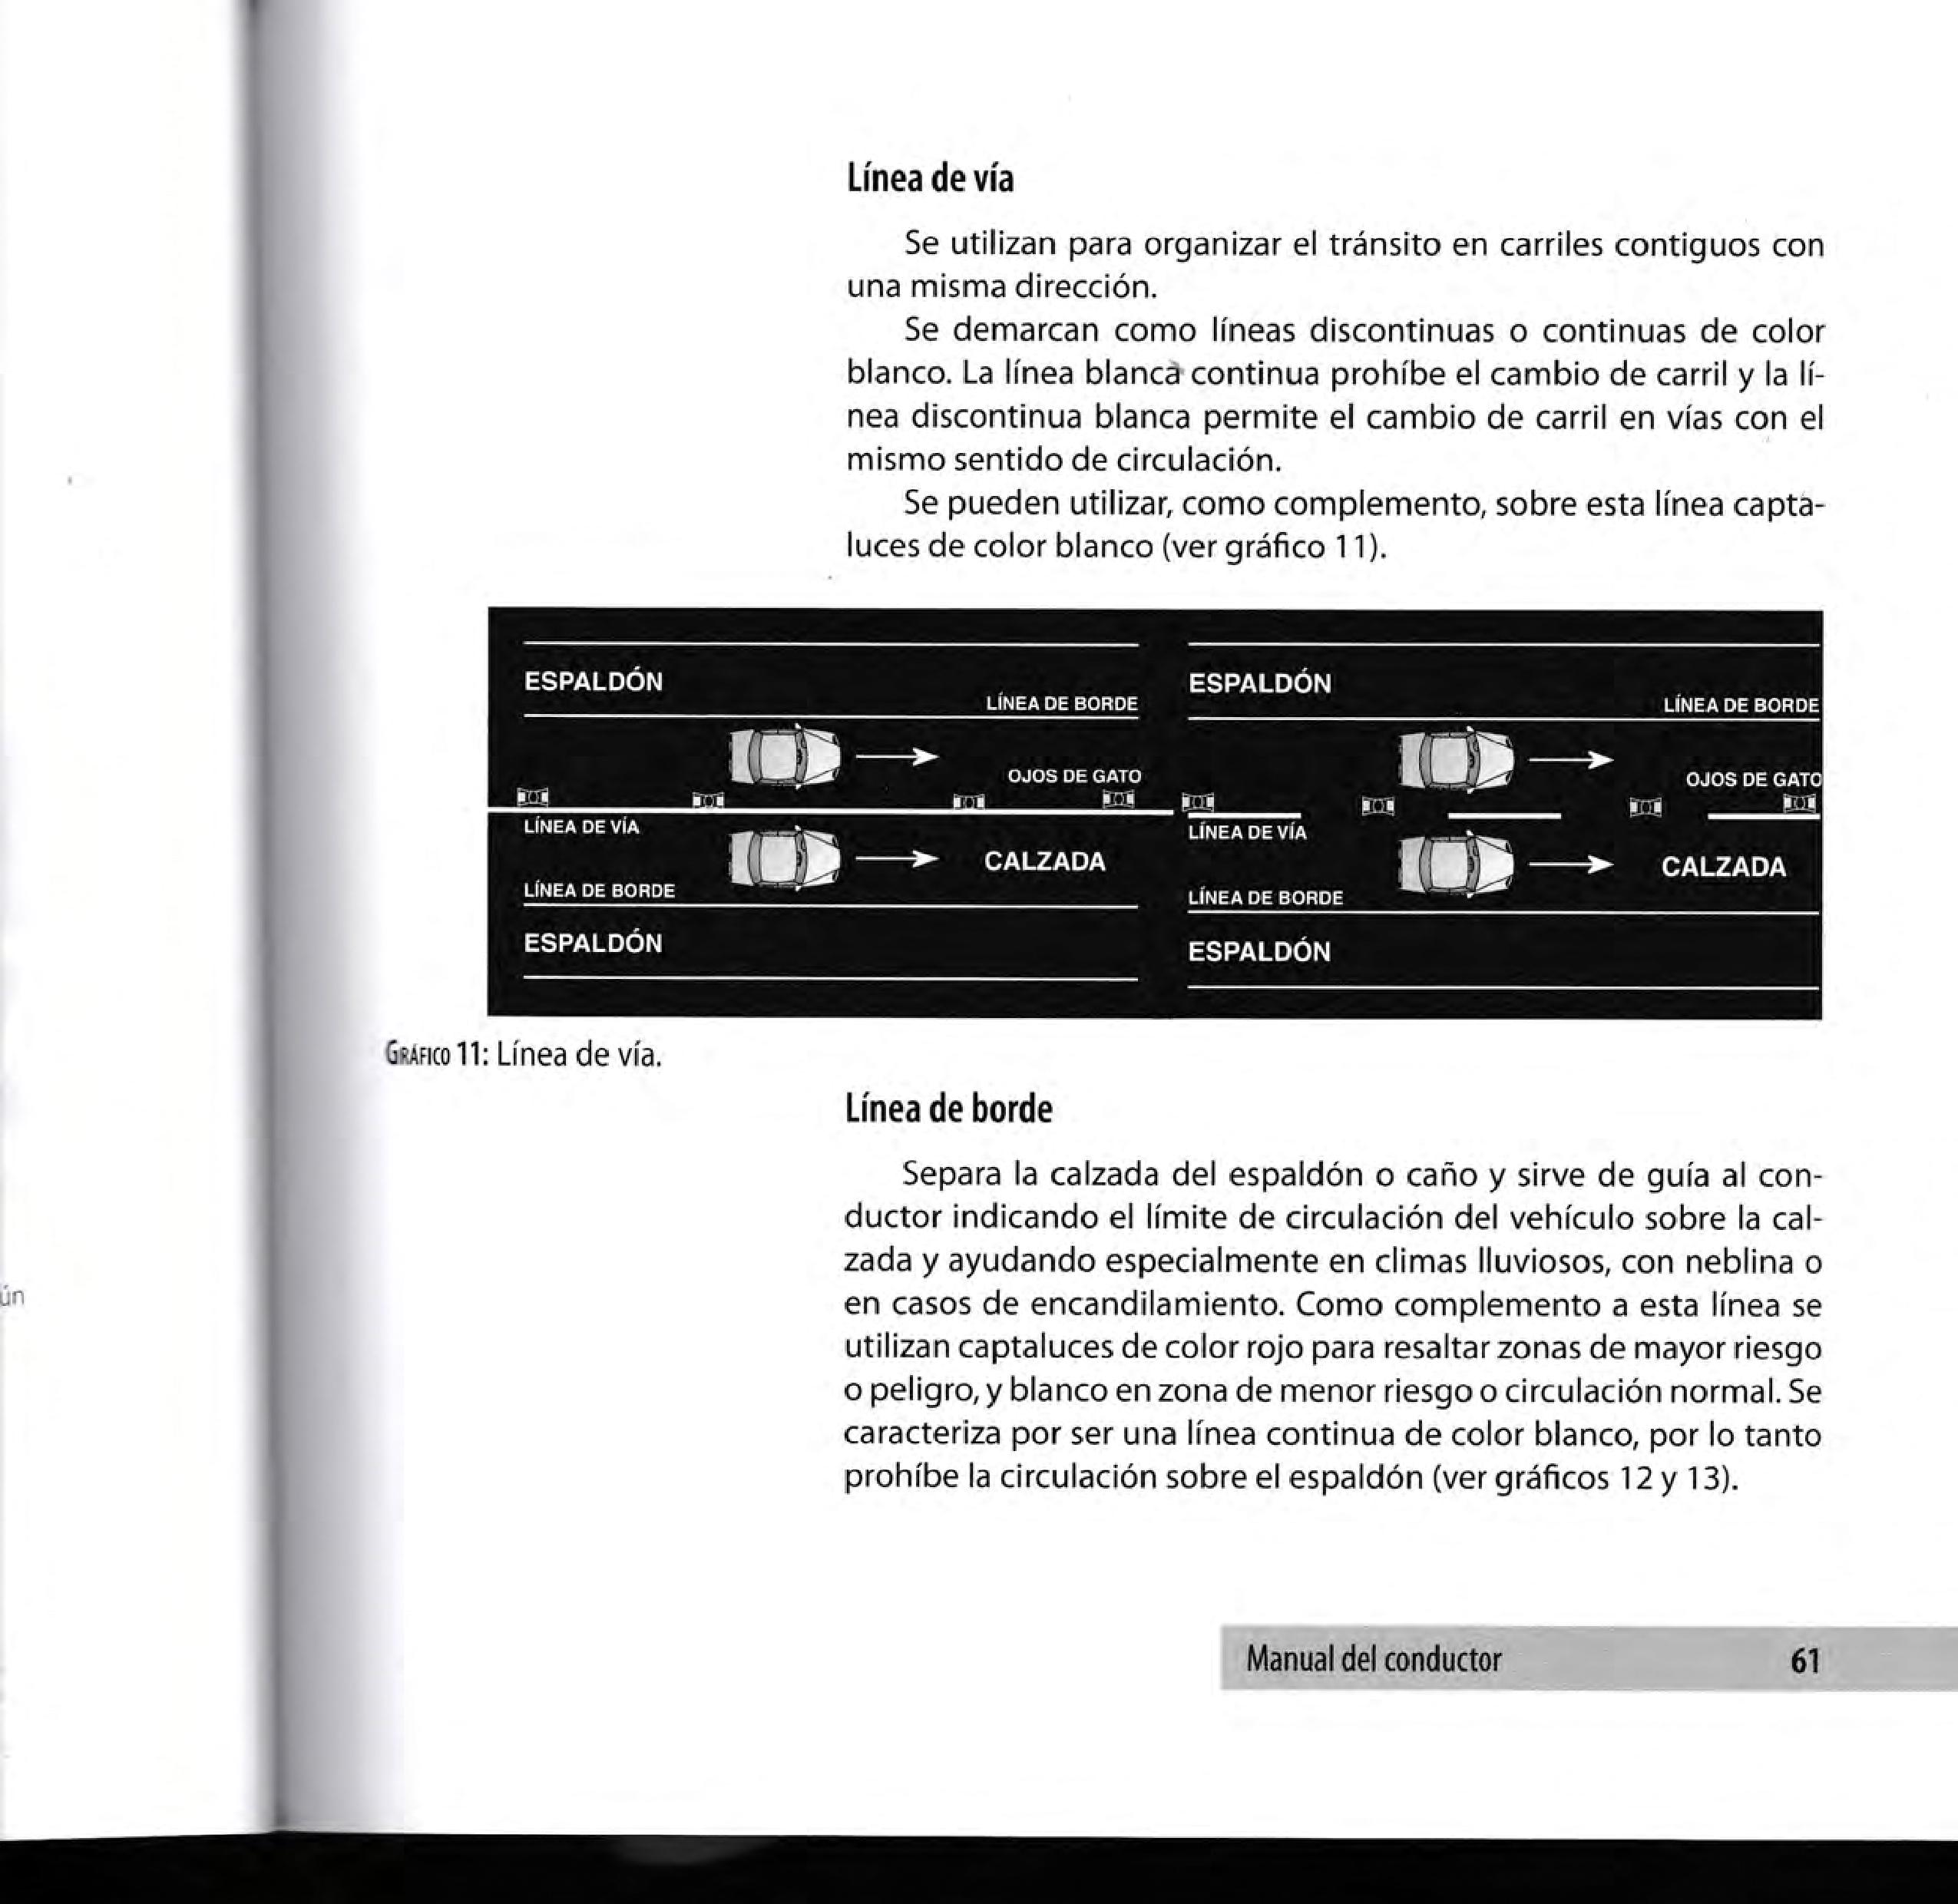 Línea de vía
Se utilizan para organizar el tránsito en carriles contiguos con
una misma dirección.
Se demarcan como líneas discontinuas o continuas de color
blanco. La línea blanca continua prohíbe el cambio de carril y la lí-
nea discontinua blanca permite el cambio de carril en vías con el
mismo sentido de circulación.
Se pueden utilizar, como complemento, sobre esta línea capta-
luces de color blanco (ver gráfico 11).
ESPALDÓN
LÍNEA DE BORDE
OJOS DE GATO
LÍNEA DE VÍA
CALZADA
LÍNEA DE BORDE
ESPALDÓN
ESPALDÓN
LÍNEA DE BORDE
OJOS DE GATO
LÍNEA DE VÍA
CALZADA
LÍNEA DE BORDE
ESPALDÓN
GRÁFICO 11: Línea de vía.
Línea de borde
Separa la calzada del espaldón o caño y sirve de guía al con-
ductor indicando el límite de circulación del vehículo sobre la cal-
zada y ayudando especialmente en climas lluviosos, con neblina o
en casos de encandilamiento. Como complemento a esta línea se
utilizan captaluces de color rojo para resaltar zonas de mayor riesgo
o peligro, y blanco en zona de menor riesgo o circulación normal. Se
caracteriza por ser una línea continua de color blanco, por lo tanto
prohíbe la circulación sobre el espaldón (ver gráficos 12 y 13).
ún
Manual del conductor 61